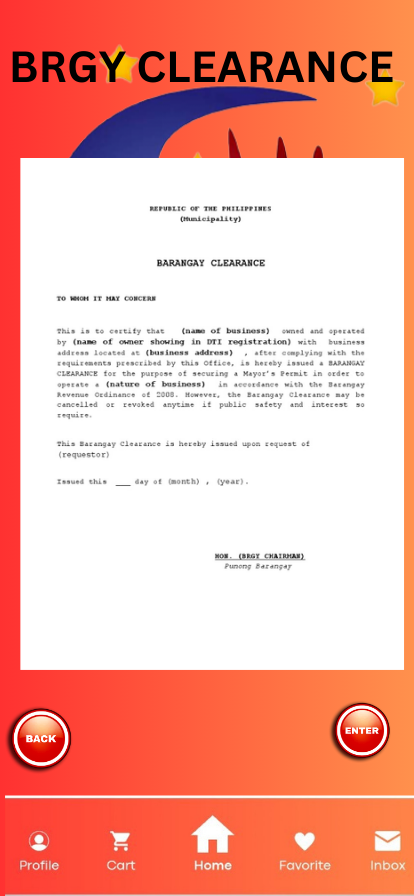 BRGY CLEARANCE
REPUBLIC OF THE PHILIPPINES
(Municipality)
BARANGAY CLEARANCE
TO WHOM IT MAY CONCERN
This is to certify that (name of business) owned and operated
by (name of owner showing in DTI registration) with business
address located at (business address) , after complying with the
requirements prescribed by this Office, is hereby issued a BARANGAY
CLEARANCE for the purpose of securing a Mayor's Permit in order to
operate a (nature of business) in accordance with the Barangay
Revenue Ordinance of 2008. However, the Barangay Clearance may be
cancelled or revoked anytime if public safety and interest so
require.
This Barangay Clearance is hereby issued upon request of
(requestor)
Issued this ___ day of (month) , (year).
HON. (BRGY CHAIRMAN)
Punong Barangay
BACK
ENTER
Profile Cart Home Favorite Inbox